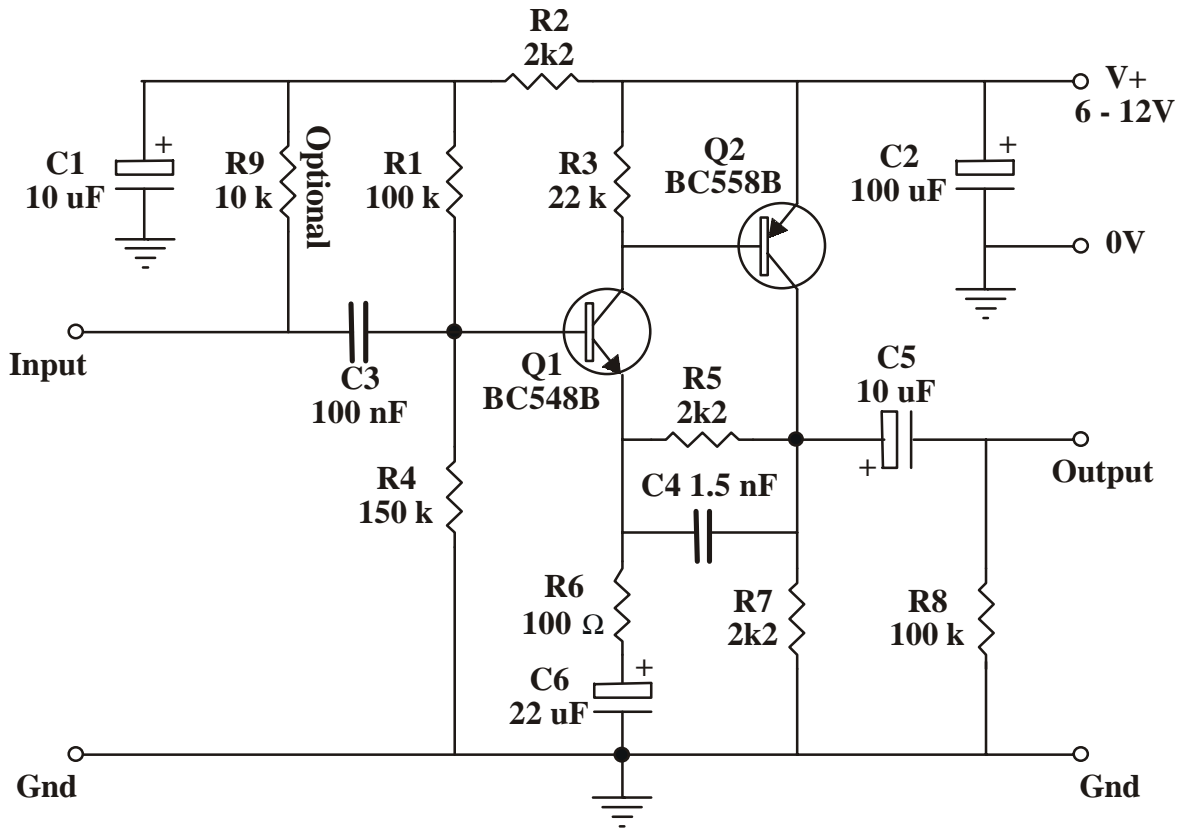 R2
2k2
V+
6 - 12V
C1
10 uF
+
R9
10 k
Optional
R1
100 k
R3
22 k
Q2
BC558B
C2
100 uF
+
0V
Input
C3
100 nF
Q1
BC548B
R5
2k2
C5
10 uF
+
Output
C4 1.5 nF
R4
150 k
R6
100 Ω
R7
2k2
R8
100 k
C6
22 uF
+
Gnd
Gnd